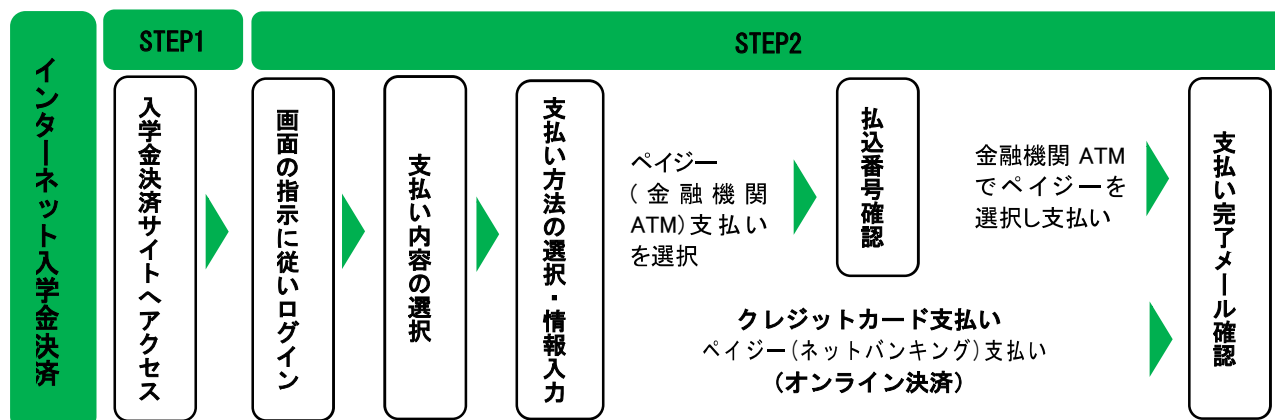 インターネット入学金決済
STEP1
STEP2
入学金決済サイトへアクセス
画面の指示に従いログイン
支払い内容の選択
支払い方法の選択・情報入力
ペイジー
(金融機関
ATM)支払い
を選択
払込番号確認
金融機関 ATM
でペイジーを
選択し支払い
クレジットカード支払い
ペイジー(ネットバンキング)支払い
(オンライン決済)
支払い完了メール確認